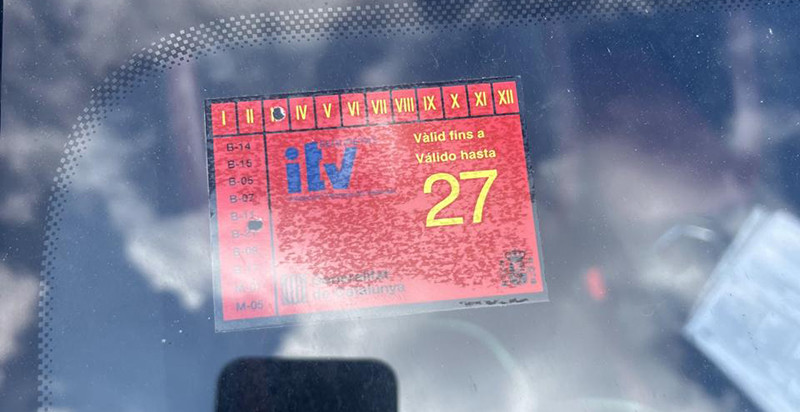 I II IV V VI VII VIII IX X XI XII
B-14
B-15
B-05
B-07
itv
Vàlid fins a
Válido hasta
27
Generalitat
de Catalunya
M-05